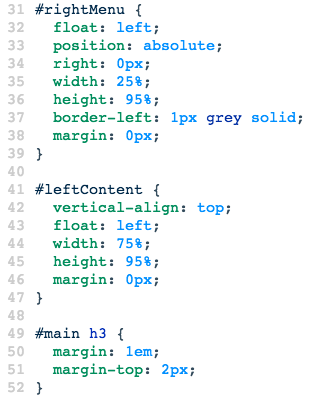 31 #rightMenu {
32   float: left;
33   position: absolute;
34   right: 0px;
35   width: 25%;
36   height: 95%;
37   border-left: 1px grey solid;
38   margin: 0px;
39 }
40
41 #leftContent {
42   vertical-align: top;
43   float: left;
44   width: 75%;
45   height: 95%;
46   margin: 0px;
47 }
48
49 #main h3 {
50   margin: 1em;
51   margin-top: 2px;
52 }